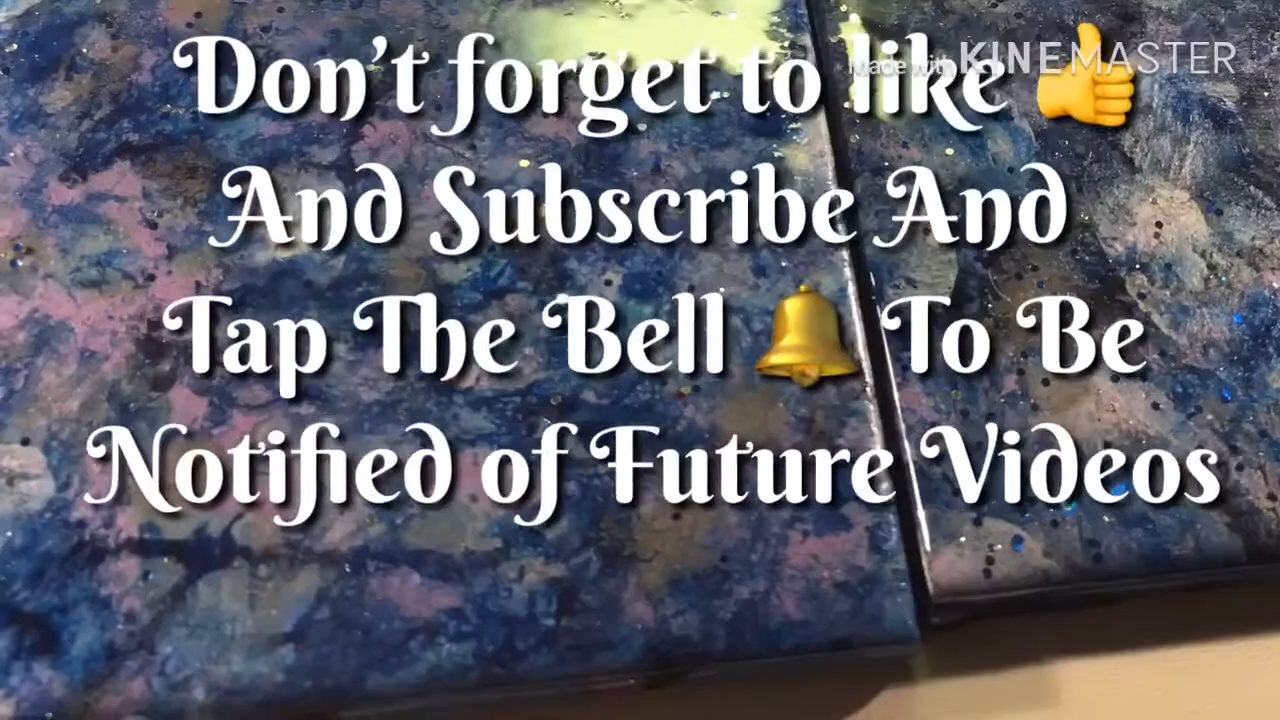 Don't forget to like 👍
Made with KINEMASTER
And Subscribe And
Tap The Bell 🔔 To Be
Notified of Future Videos